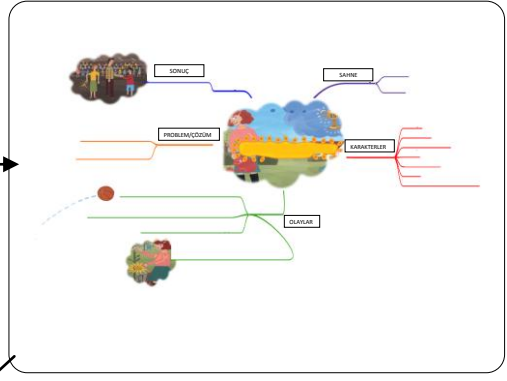 SONUÇ
SAHNE
PROBLEM/ÇÖZÜM
KARAKTERLER
OLAYLAR